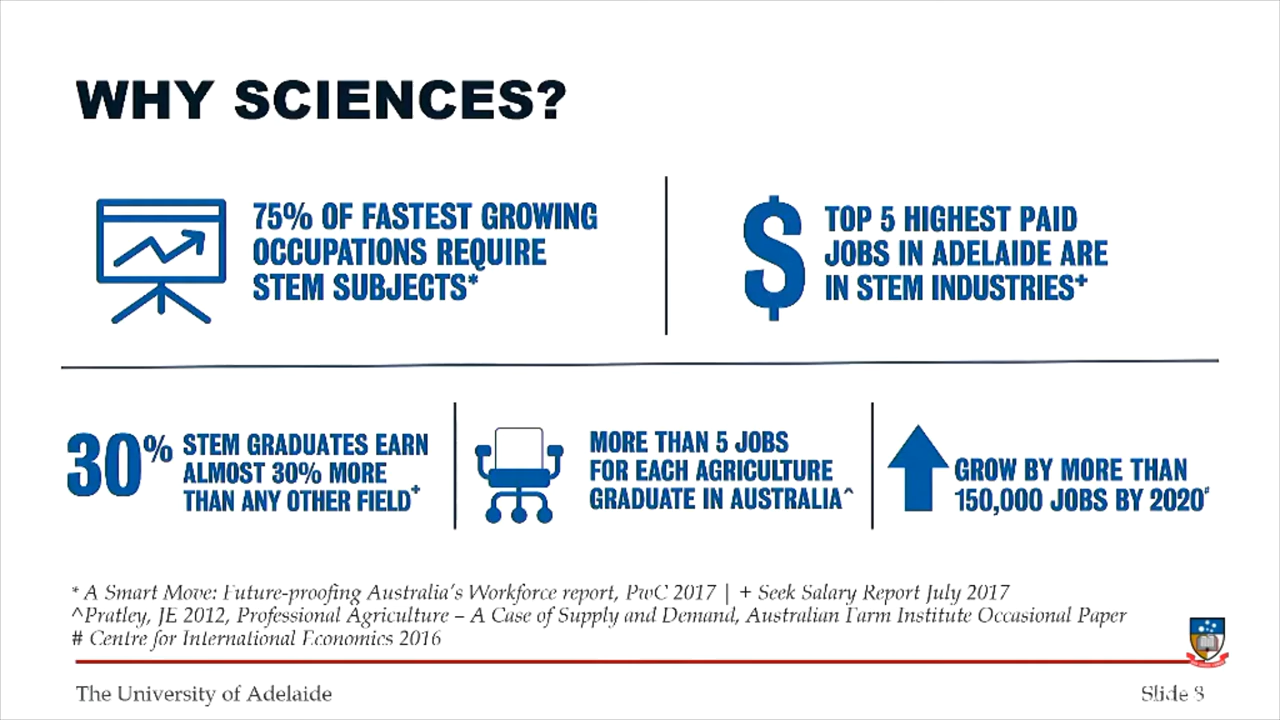 WHY SCIENCES?
75% OF FASTEST GROWING
OCCUPATIONS REQUIRE
STEM SUBJECTS*
TOP 5 HIGHEST PAID
JOBS IN ADELAIDE ARE
IN STEM INDUSTRIES+
30%
STEM GRADUATES EARN
ALMOST 30% MORE
THAN ANY OTHER FIELD+
MORE THAN 5 JOBS
FOR EACH AGRICULTURE
GRADUATE IN AUSTRALIA^
GROW BY MORE THAN
150,000 JOBS BY 2020#
* A Smart Move: Future-proofing Australia's Workforce report, PwC 2017 | + Seek Salary Report July 2017
^Pratley, JE 2012, Professional Agriculture – A Case of Supply and Demand, Australian Farm Institute Occasional Paper
# Centre for International Economics 2016
The University of Adelaide
Slide